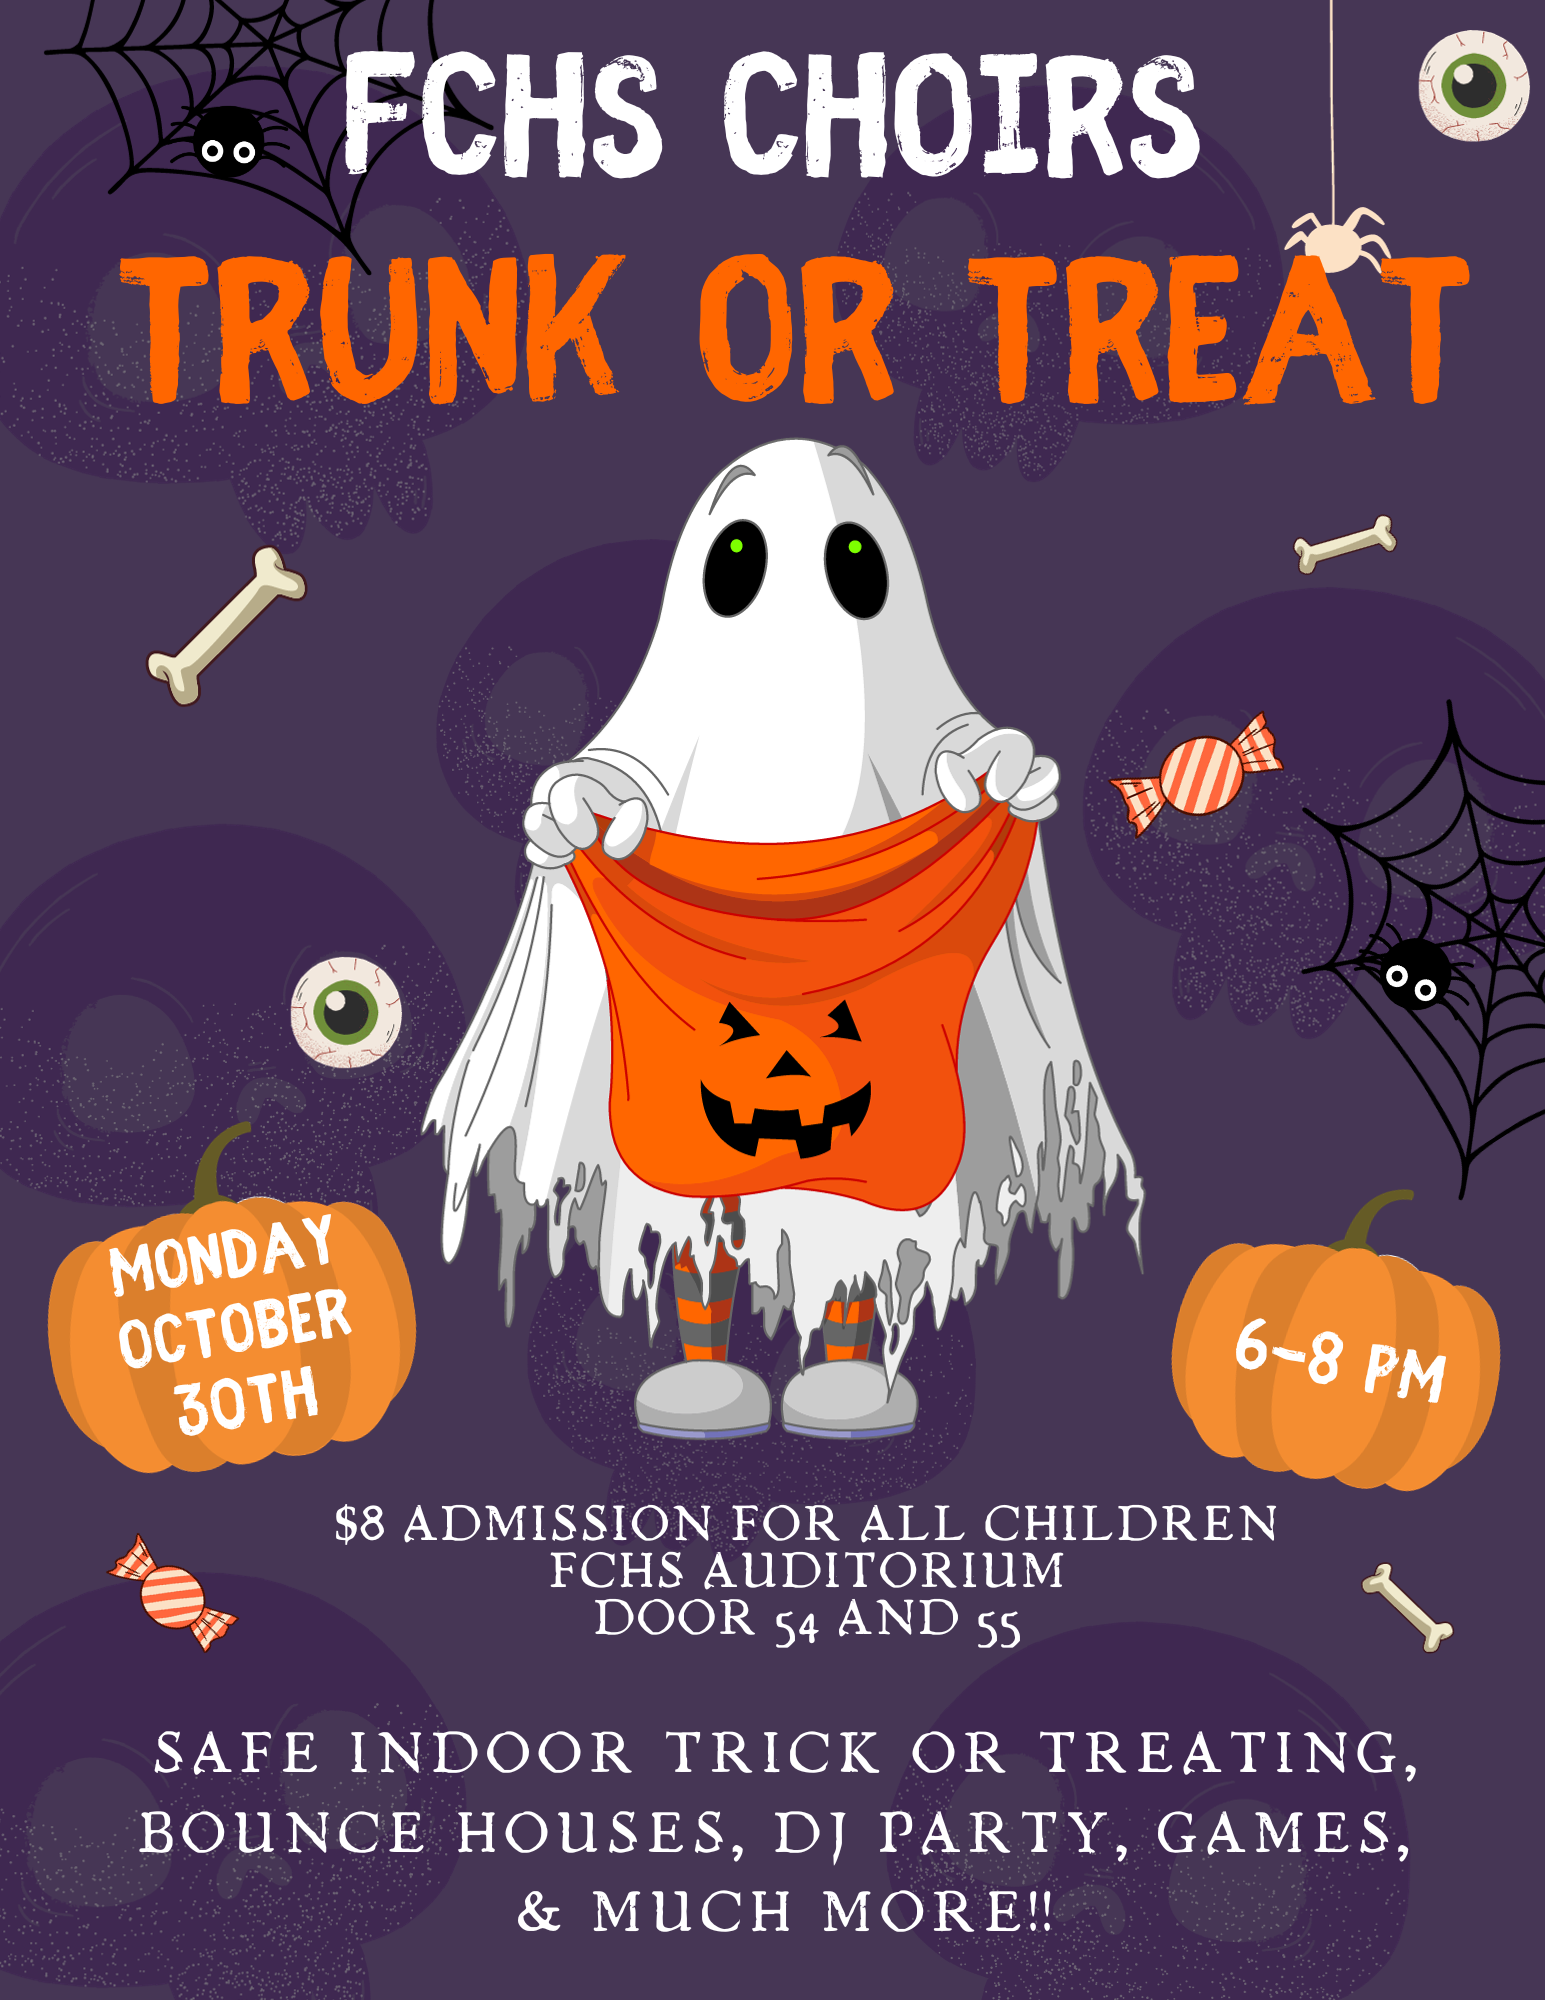 FCHS CHOIRS
TRUNK OR TREAT
MONDAY
OCTOBER
30TH
6-8 PM
$8 ADMISSION FOR ALL CHILDREN
FCHS AUDITORIUM
DOOR 54 AND 55
SAFE INDOOR TRICK OR TREATING,
BOUNCE HOUSES, DJ PARTY, GAMES,
& MUCH MORE!!